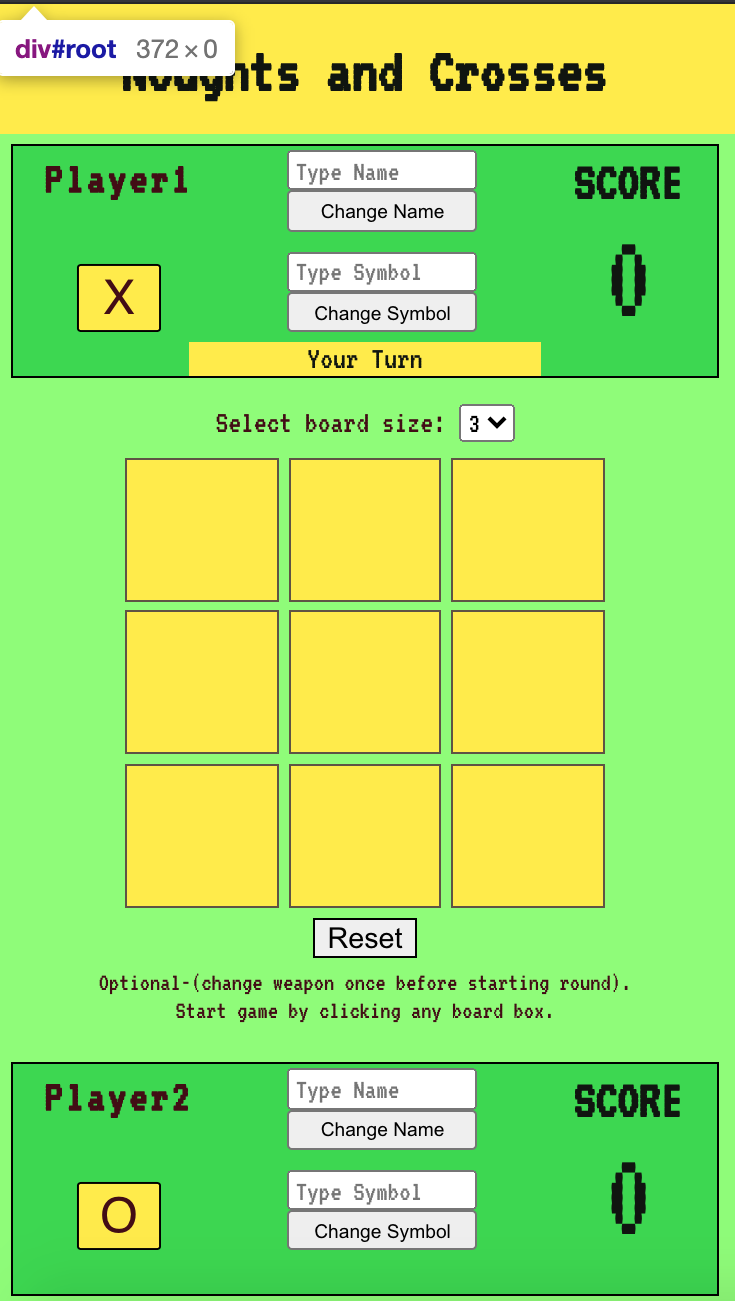 div#root 372 × 0
and Crosses
Player1
Type Name
SCORE
Change Name
0
X
Type Symbol
Change Symbol
Your Turn
Select board size: 3
Reset
Optional-(change weapon once before starting round).
Start game by clicking any board box.
Player2
Type Name
SCORE
Change Name
0
O
Type Symbol
Change Symbol